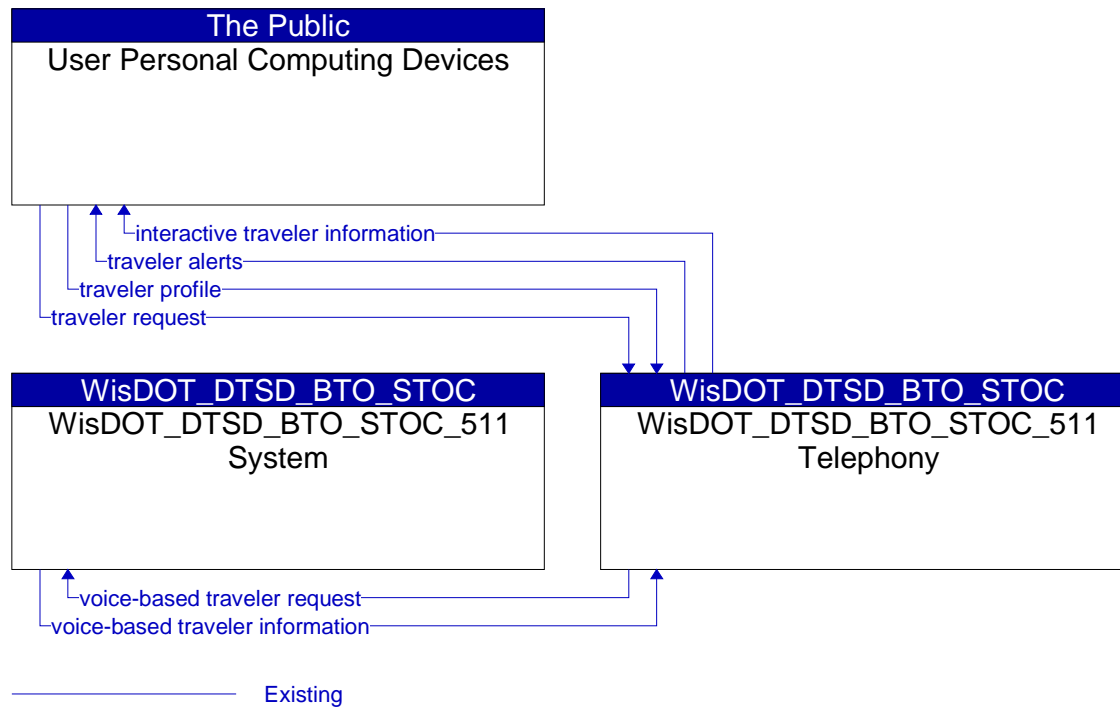 The Public
User Personal Computing Devices
interactive traveler information
traveler alerts
traveler profile
traveler request
WisDOT_DTSD_BTO_STOC
WisDOT_DTSD_BTO_STOC_511
System
WisDOT_DTSD_BTO_STOC
WisDOT_DTSD_BTO_STOC_511
Telephony
voice-based traveler request
voice-based traveler information
Existing